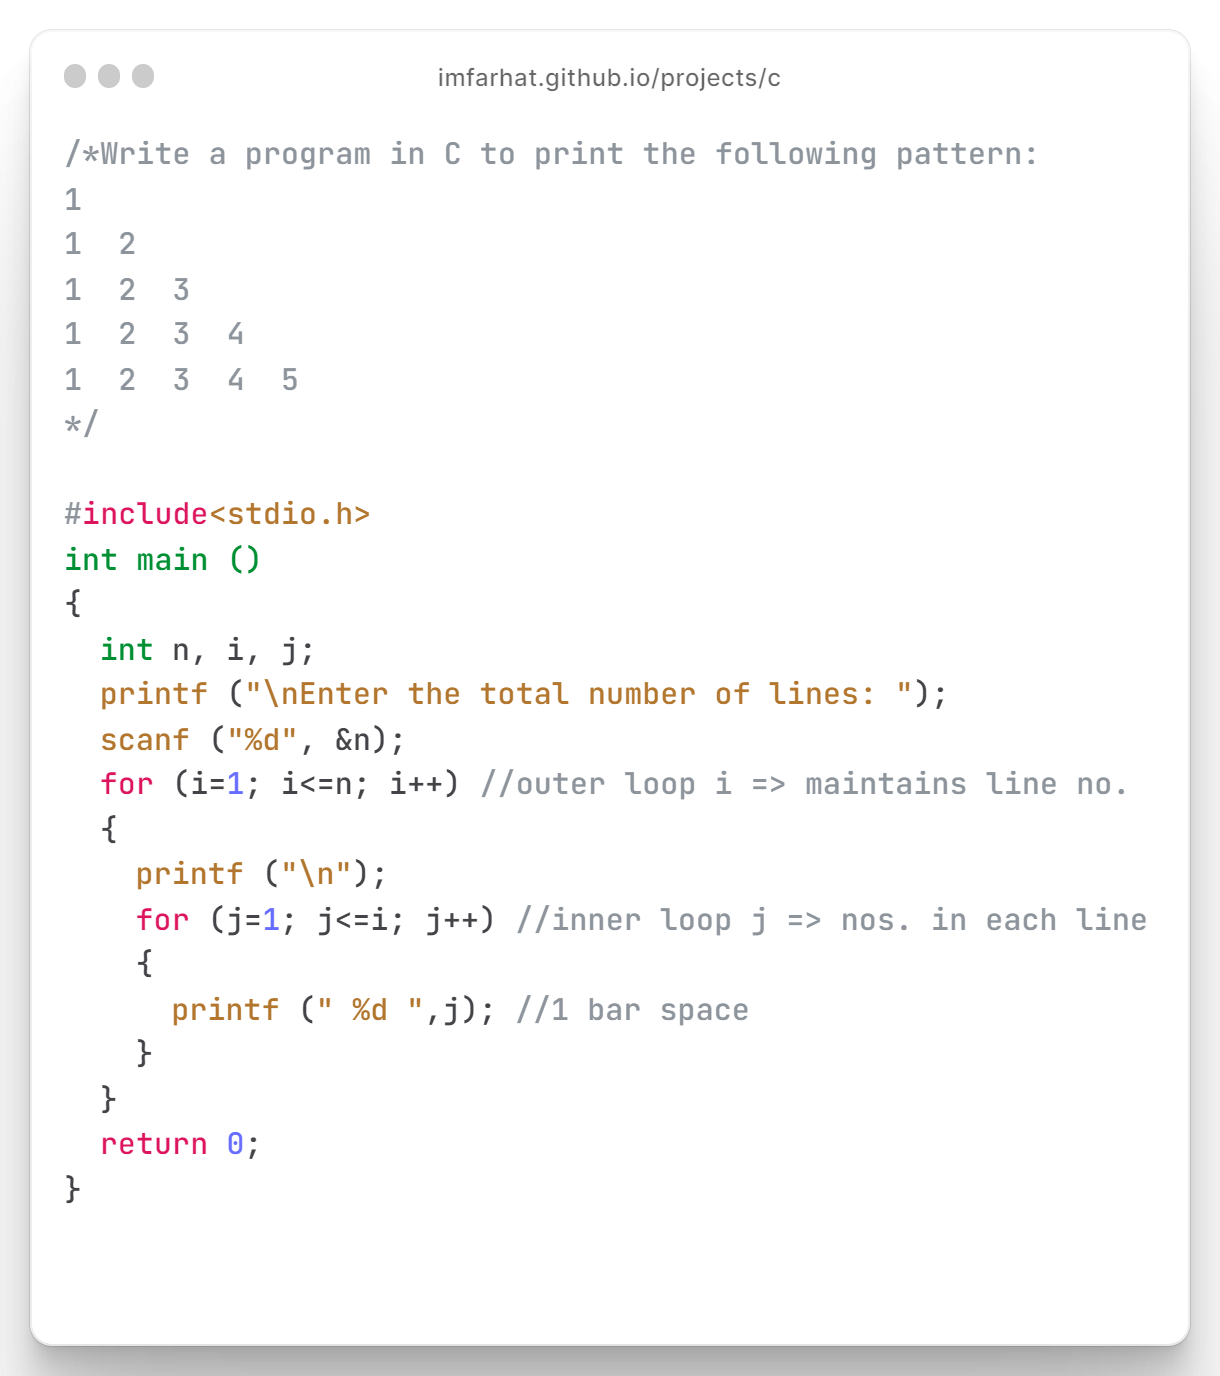 imfarhat.github.io/projects/c
/*Write a program in C to print the following pattern:
1
1  2
1  2  3
1  2  3  4
1  2  3  4  5
*/

#include<stdio.h>
int main ()
{
  int n, i, j;
  printf ("\nEnter the total number of lines: ");
  scanf ("%d", &n);
  for (i=1; i<=n; i++) //outer loop i => maintains line no.
  {
    printf ("\n");
    for (j=1; j<=i; j++) //inner loop j => nos. in each line
    {
      printf (" %d ",j); //1 bar space
    }
  }
  return 0;
}